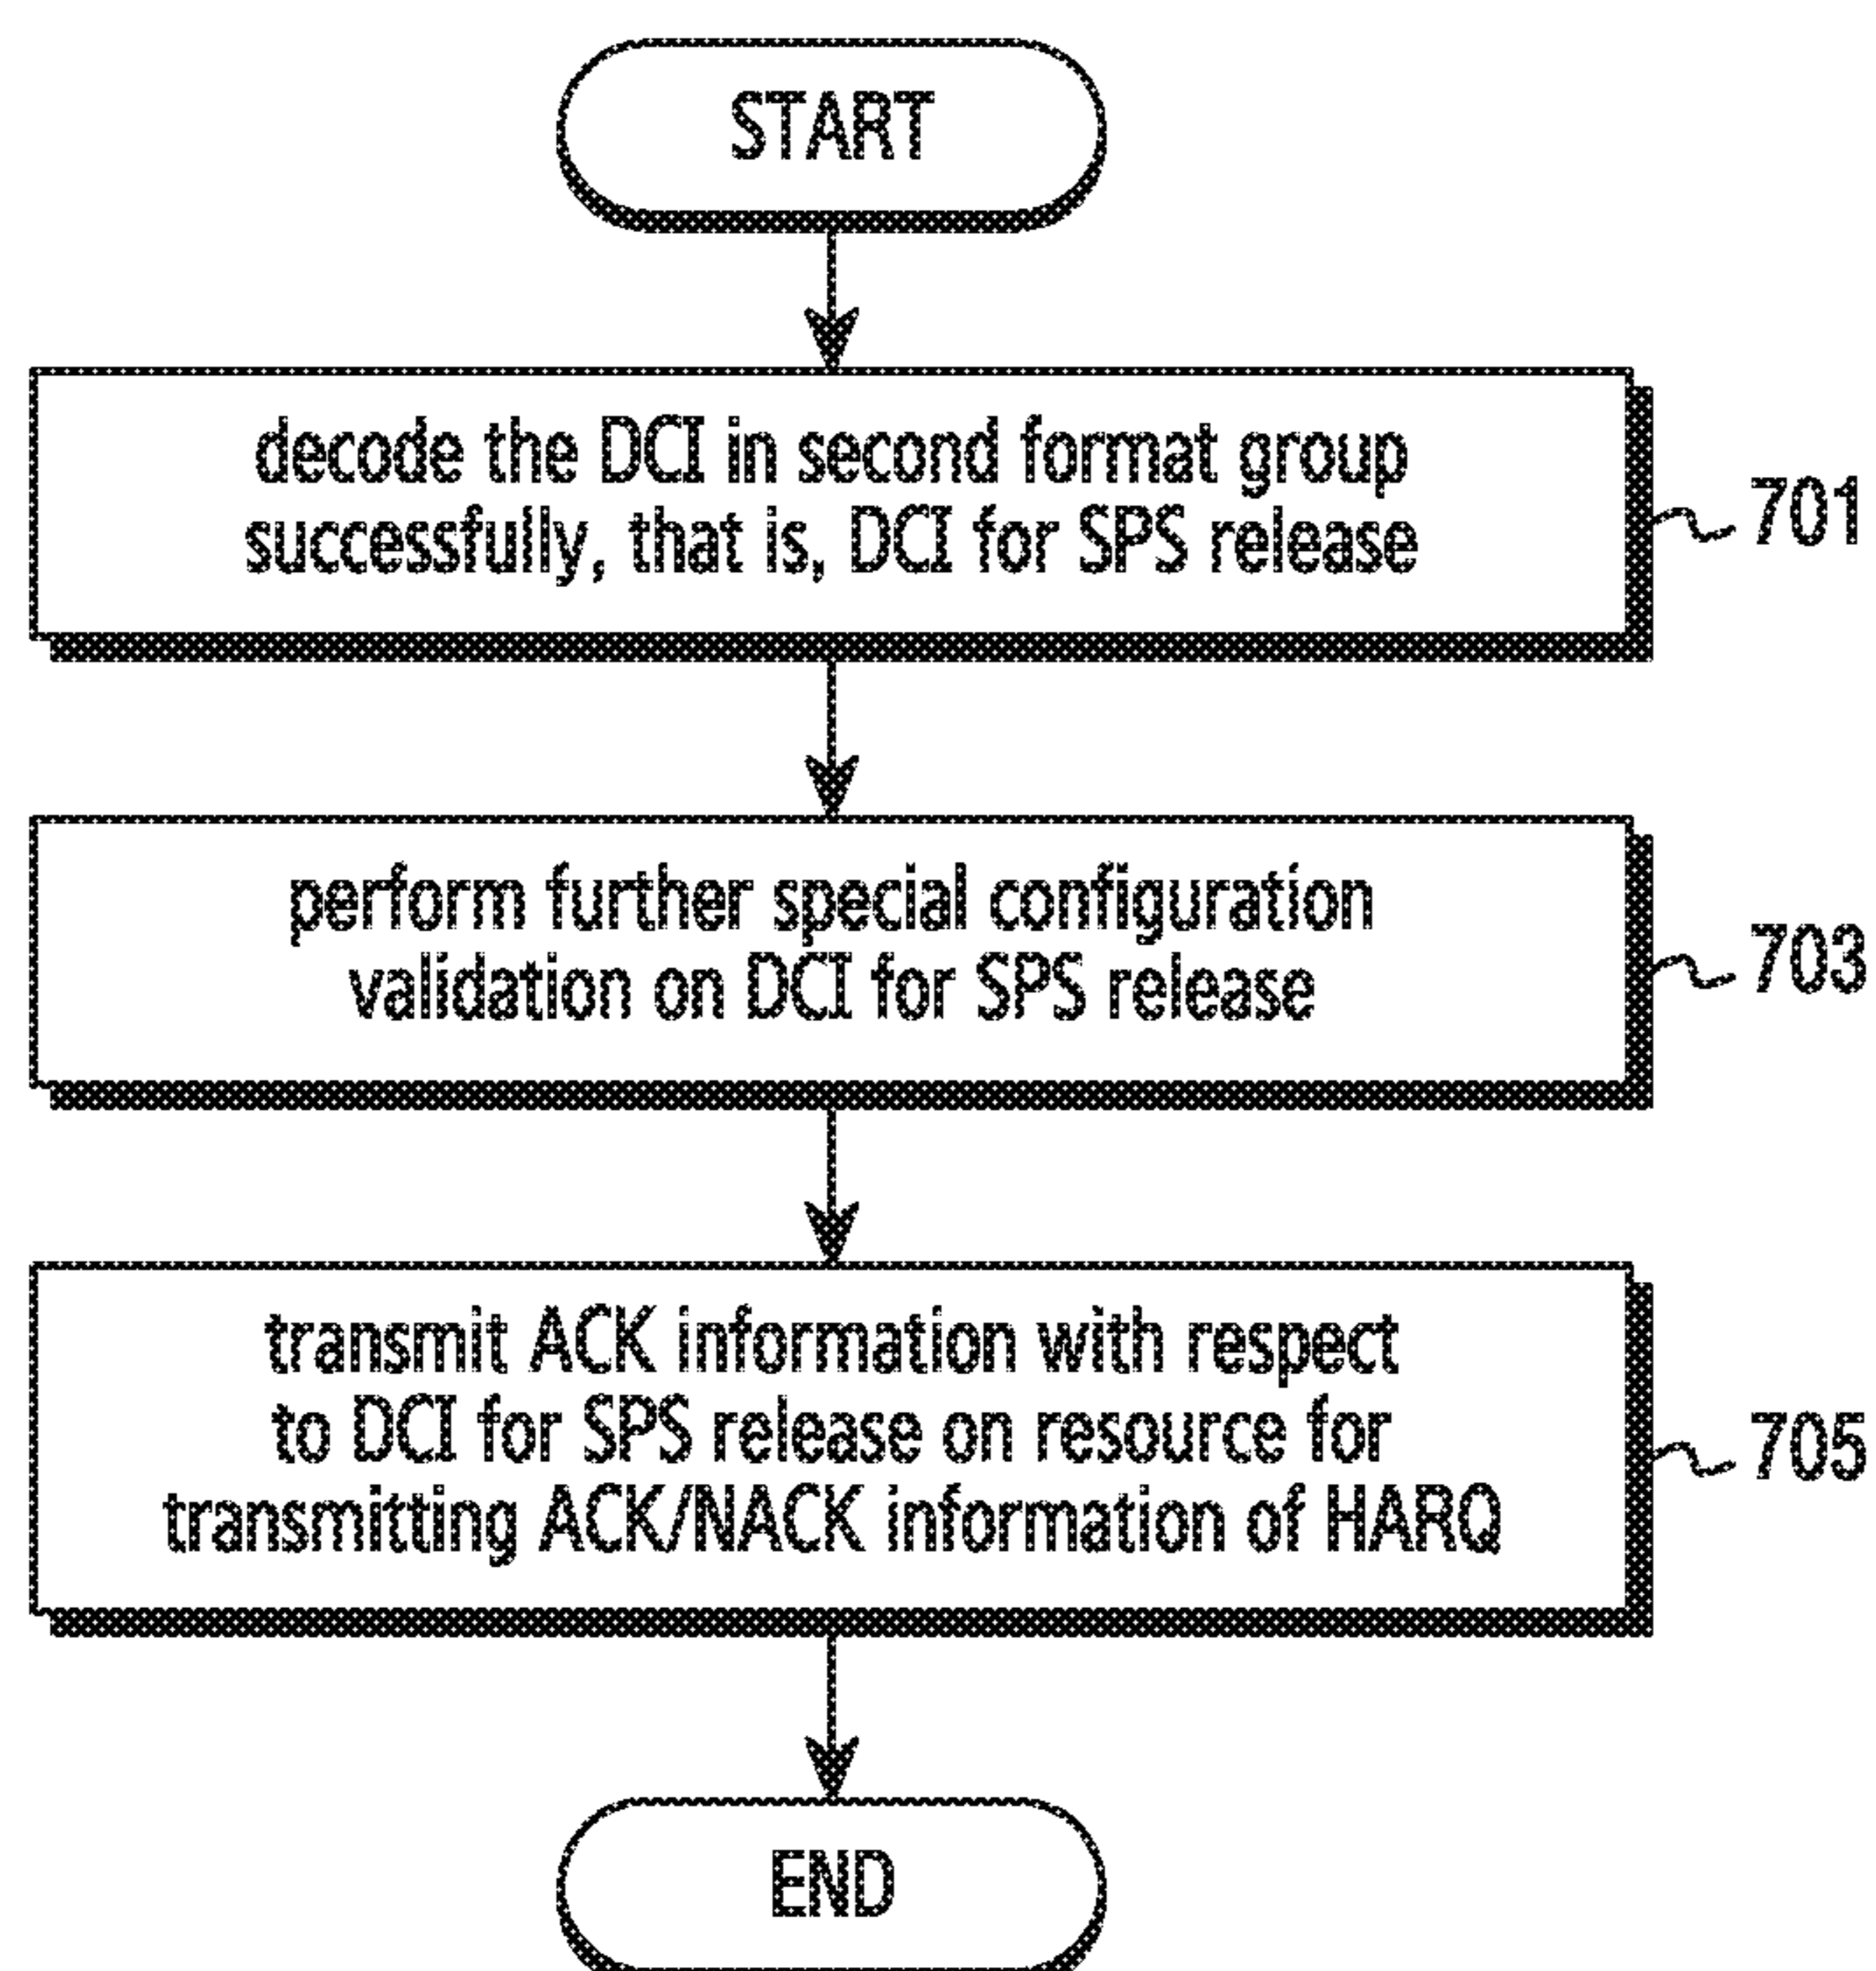 START
decode the DCI in second format group
successfully, that is, DCI for SPS release
701
perform further special configuration
validation on DCI for SPS release
703
transmit ACK information with respect
to DCI for SPS release on resource for
transmitting ACK/NACK information of HARQ
705
END